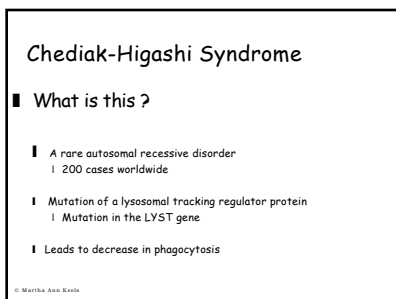 Chediak-Higashi Syndrome
What is this ?
A rare autosomal recessive disorder
l 200 cases worldwide
Mutation of a lysosomal tracking regulator protein
l Mutation in the LYST gene
Leads to decrease in phagocytosis
© Martha Ann Keels